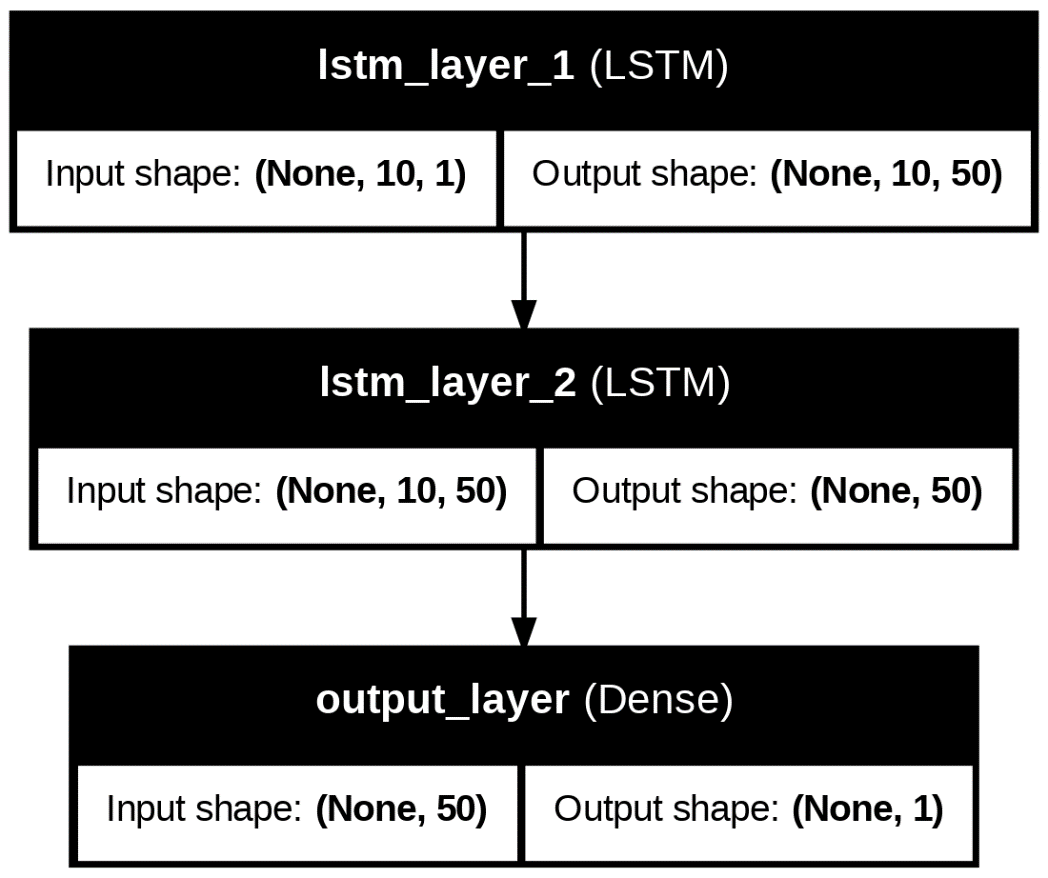 lstm_layer_1 (LSTM)
Input shape: (None, 10, 1)
Output shape: (None, 10, 50)
lstm_layer_2 (LSTM)
Input shape: (None, 10, 50)
Output shape: (None, 50)
output_layer (Dense)
Input shape: (None, 50)
Output shape: (None, 1)